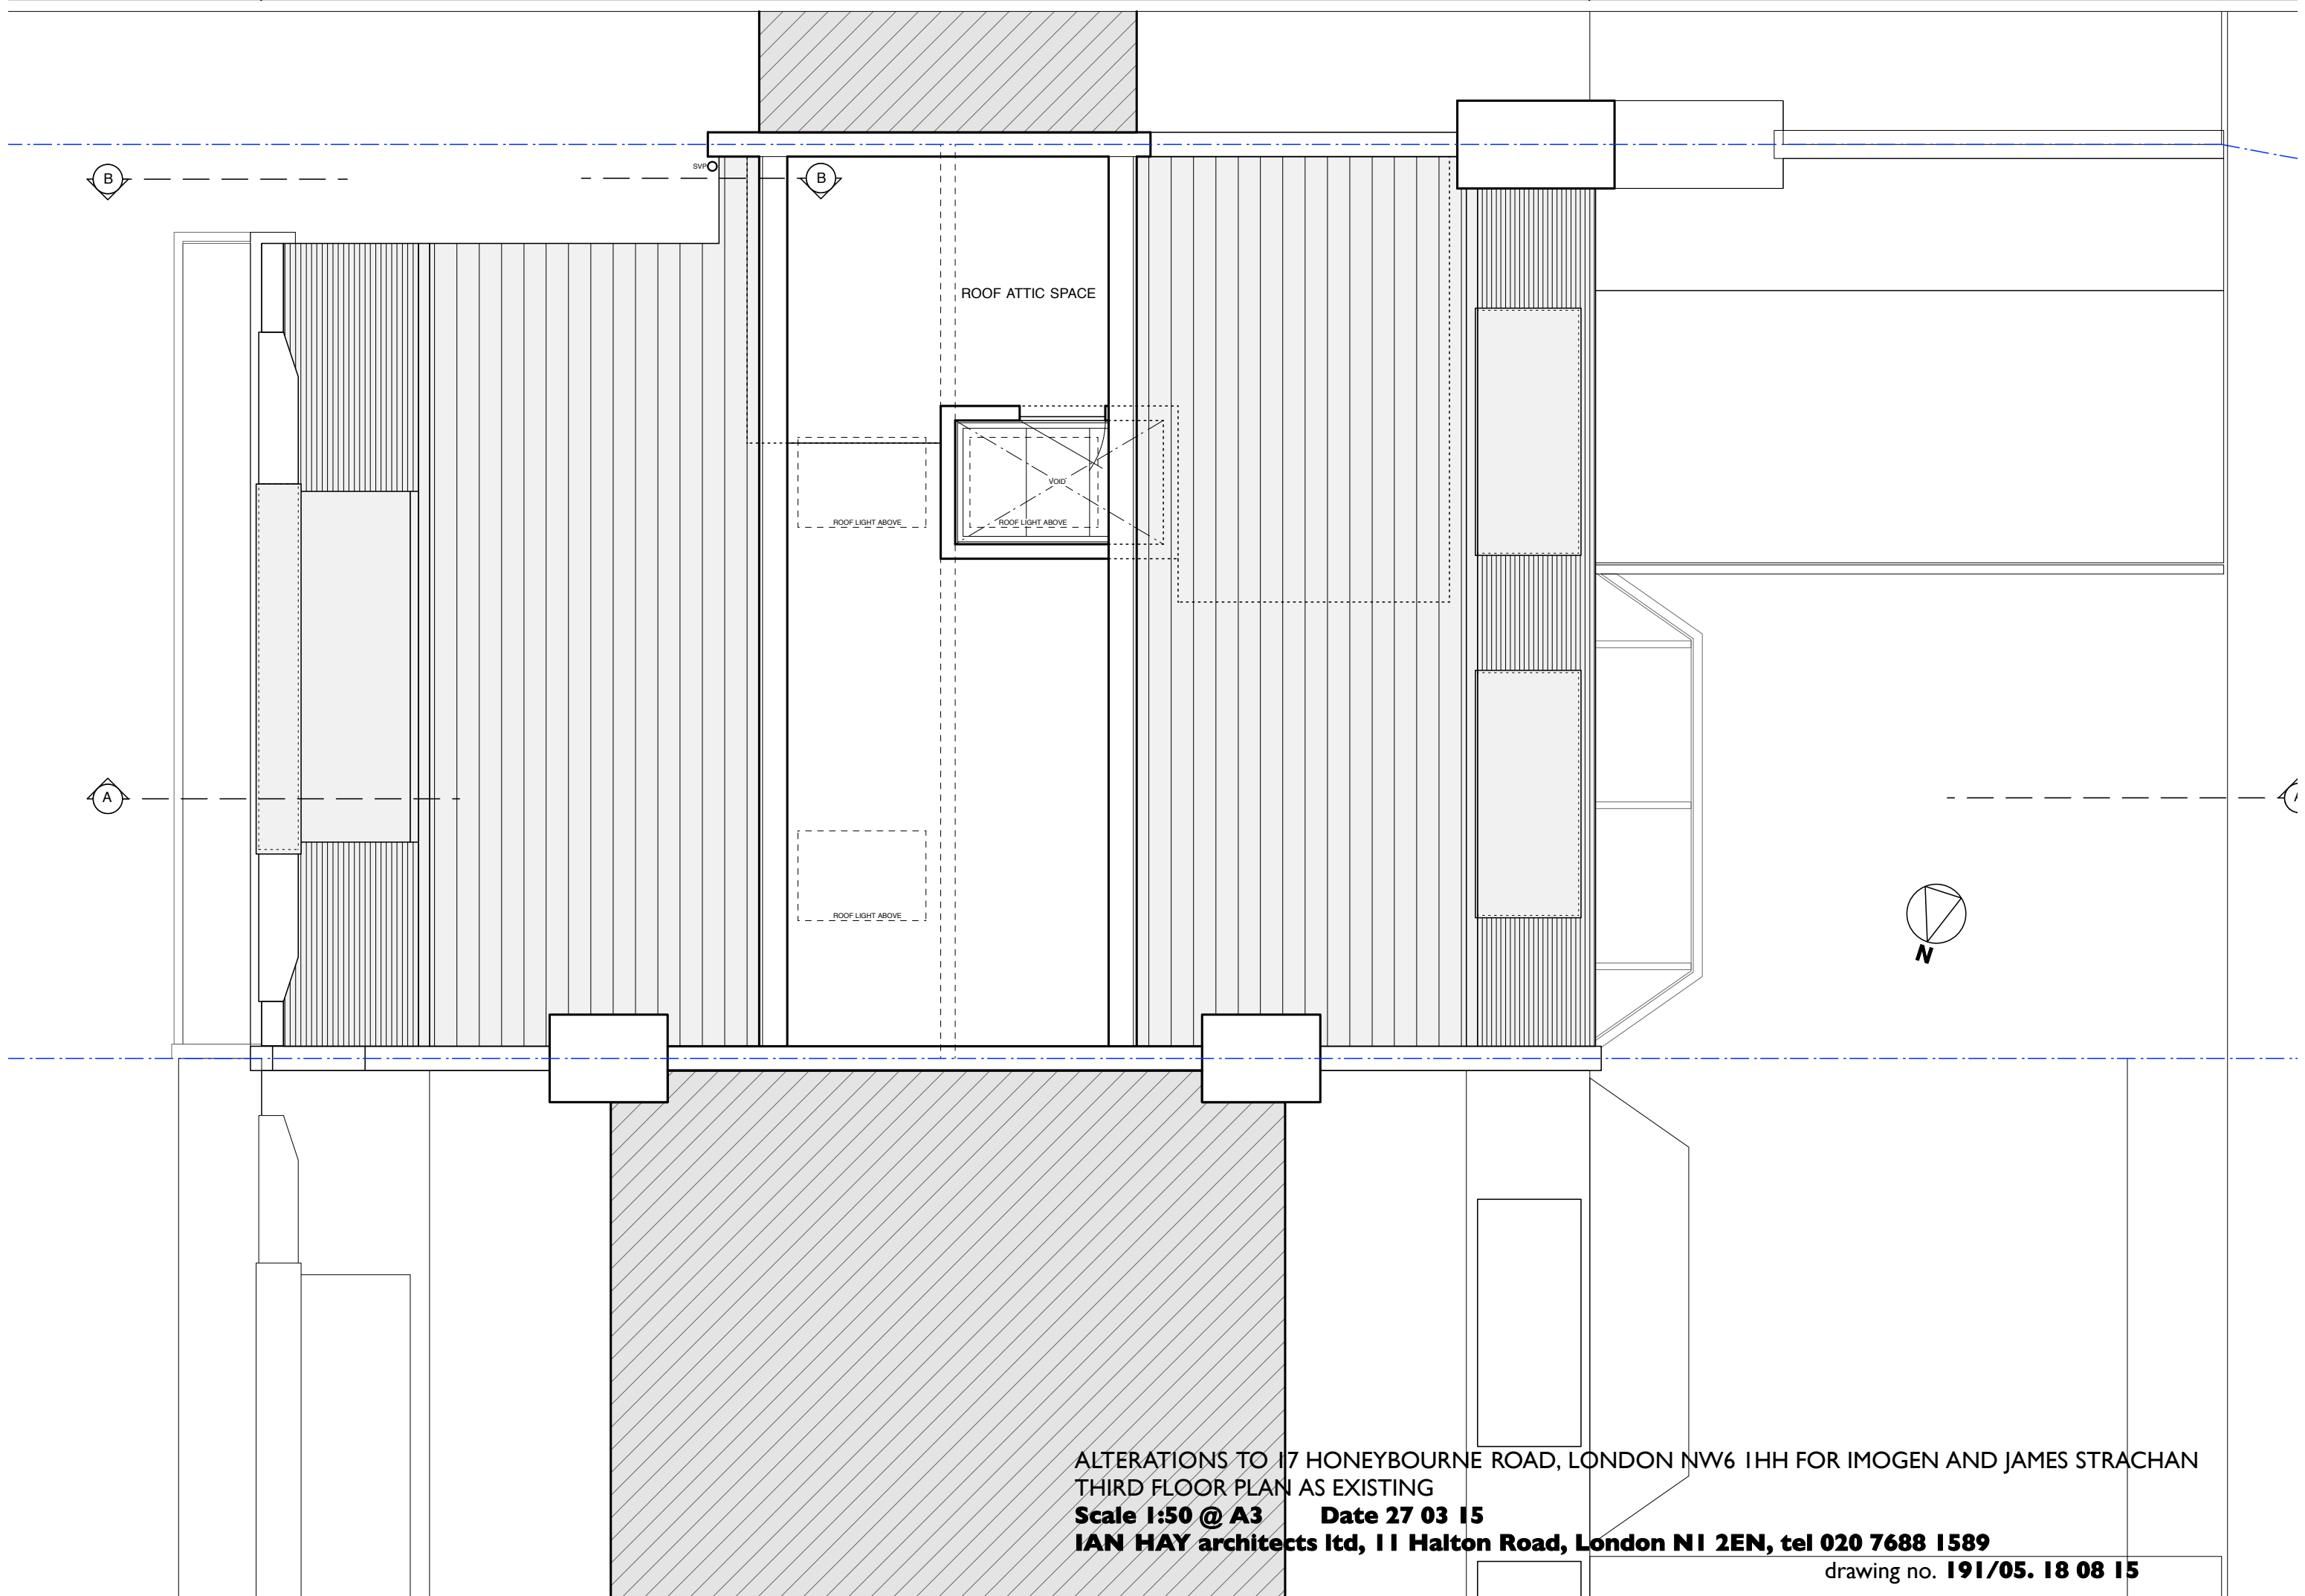 SVP
B
B
ROOF ATTIC SPACE
VOID
ROOF LIGHT ABOVE
ROOF LIGHT ABOVE
A
A
ROOF LIGHT ABOVE
N
ALTERATIONS TO 17 HONEYBOURNE ROAD, LONDON NW6 1HH FOR IMOGEN AND JAMES STRACHAN
THIRD FLOOR PLAN AS EXISTING
Scale 1:50 @ A3 Date 27 03 15
IAN HAY architects ltd, 11 Halton Road, London N1 2EN, tel 020 7688 1589
drawing no. 191/05. 18 08 15